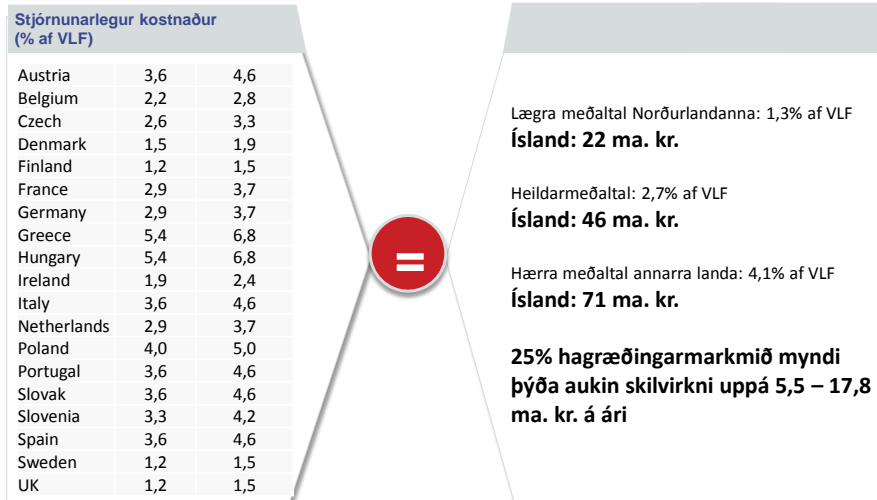 Stjórnunarlegur kostnaður
(% af VLF)
Austria 3,6 4,6
Belgium 2,2 2,8
Czech 2,6 3,3
Denmark 1,5 1,9
Finland 1,2 1,5
France 2,9 3,7
Germany 2,9 3,7
Greece 5,4 6,8
Hungary 5,4 6,8
Ireland 1,9 2,4
Italy 3,6 4,6
Netherlands 2,9 3,7
Poland 4,0 5,0
Portugal 3,6 4,6
Slovak 3,6 4,6
Slovenia 3,3 4,2
Spain 3,6 4,6
Sweden 1,2 1,5
UK 1,2 1,5
=
Lægra meðaltal Norðurlandanna: 1,3% af VLF
Ísland: 22 ma. kr.
Heildarmeðaltal: 2,7% af VLF
Ísland: 46 ma. kr.
Hærra meðaltal annarra landa: 4,1% af VLF
Ísland: 71 ma. kr.
25% hagræðingarmarkmið myndi
þýða aukin skilvirkni uppá 5,5 – 17,8
ma. kr. á ári